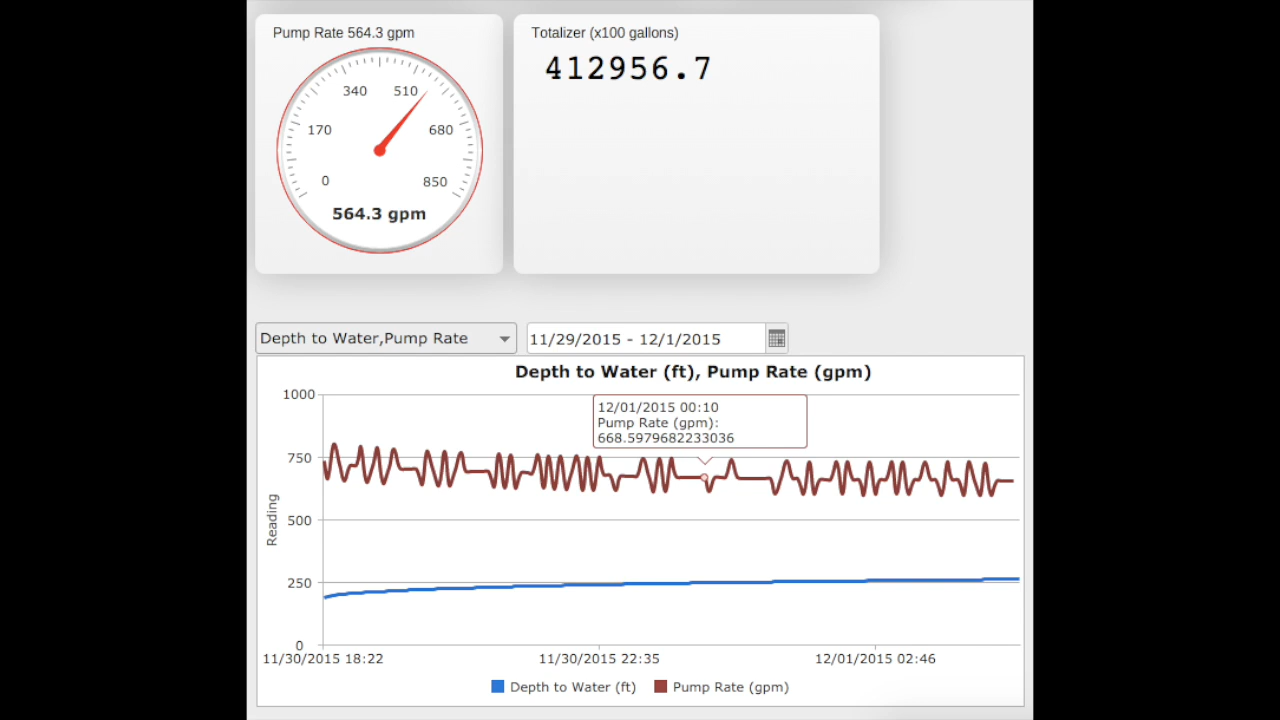 Pump Rate 564.3 gpm
340 510
170 680
0 850
564.3 gpm
Totalizer (x100 gallons)
412956.7
Depth to Water,Pump Rate
11/29/2015 - 12/1/2015
Depth to Water (ft), Pump Rate (gpm)
1000
750
500
250
0
Reading
12/01/2015 00:10
Pump Rate (gpm):
668.5979682233036
11/30/2015 18:22
11/30/2015 22:35
12/01/2015 02:46
Depth to Water (ft)
Pump Rate (gpm)